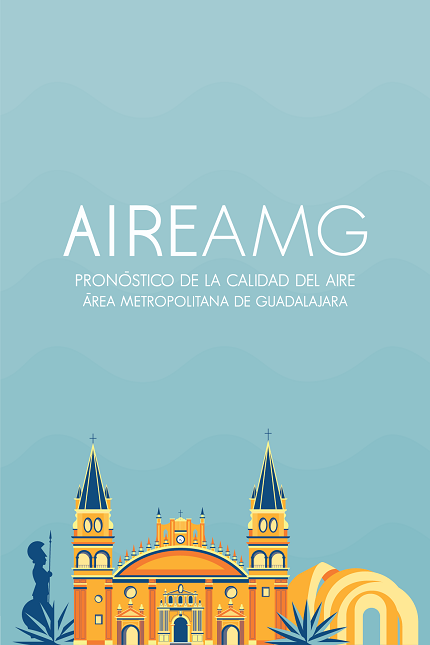 AIREAMG
PRONÓSTICO DE LA CALIDAD DEL AIRE
ÁREA METROPOLITANA DE GUADALAJARA